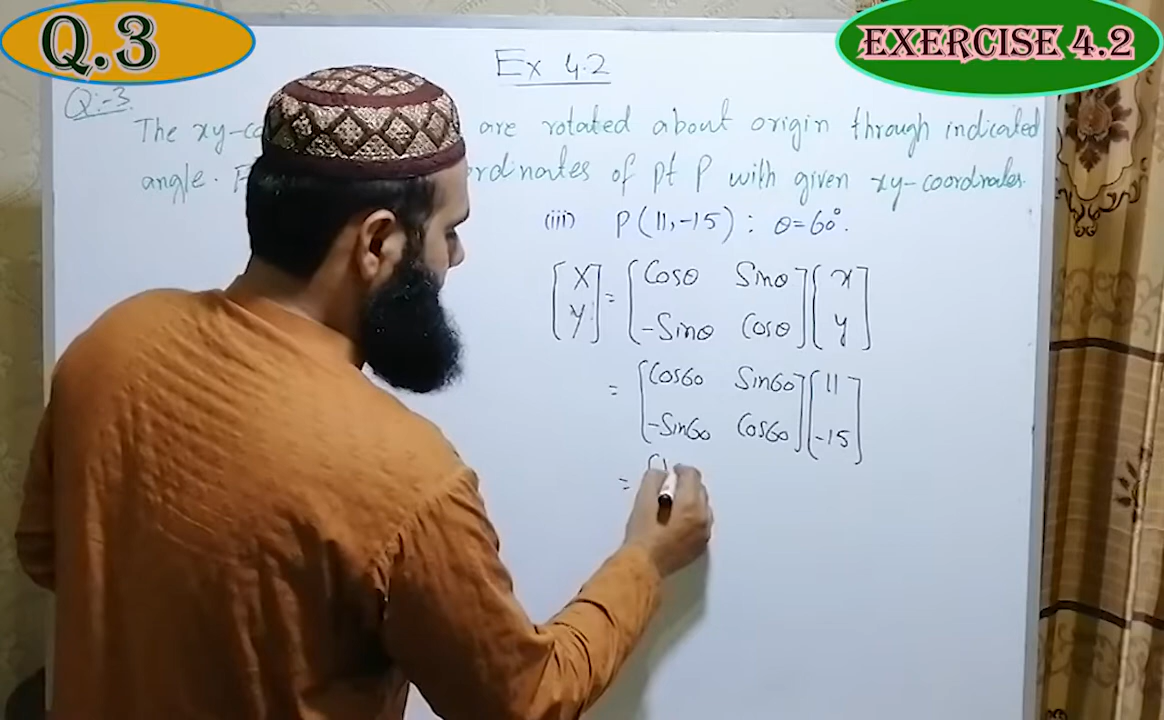 Q.3
EXERCISE 4.2
Ex 4.2
Q:-3
The xy-co are rotated about origin through indicated
angle. rdinates of pt P with given xy-coordinates.
(iii) P(11,-15) : θ=60°.
[X Y] = [Cosθ Sinθ -Sinθ Cosθ] [x y]
= [Cos60 Sin60 -Sin60 Cos60] [11 -15]
=